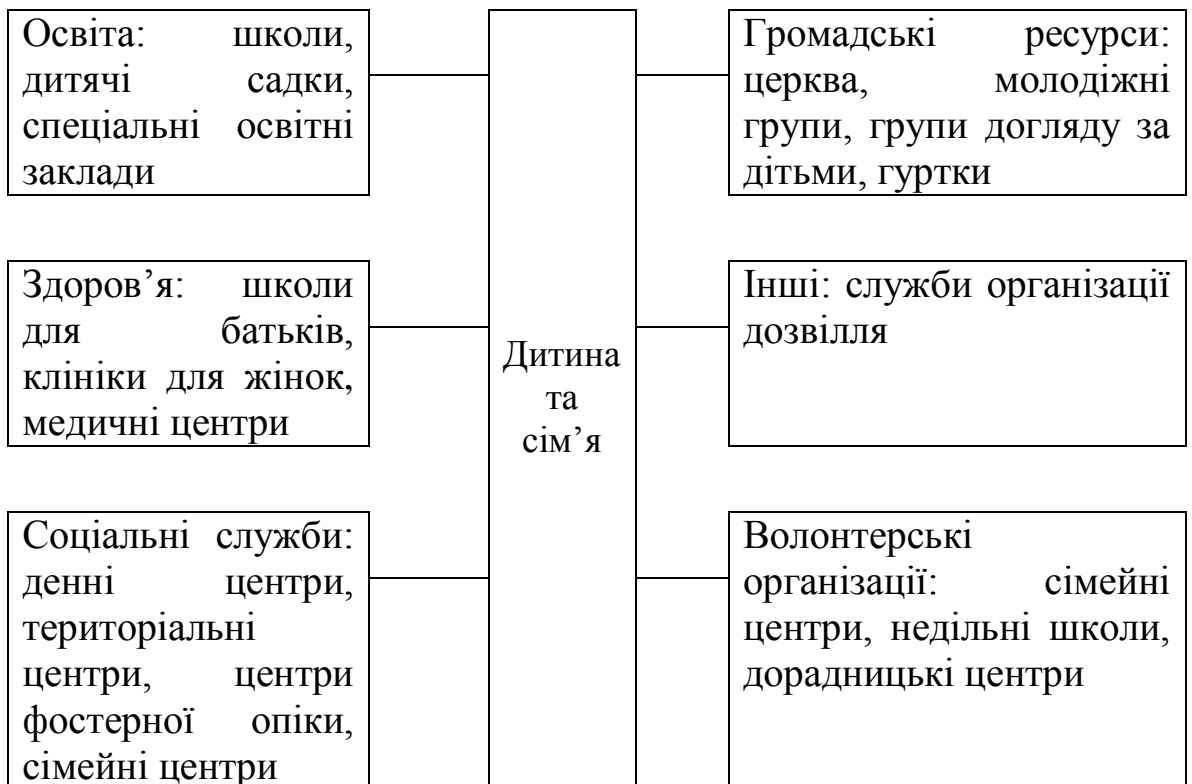 Освіта: школи,
дитячі садки,
спеціальні освітні
заклади
Здоров’я: школи
для батьків,
клініки для жінок,
медичні центри
Соціальні служби:
денні центри,
територіальні
центри, центри
фостерної опіки,
сімейні центри
Дитина
та
сім’я
Громадські ресурси:
церква, молодіжні
групи, групи догляду за
дітьми, гуртки
Інші: служби організації
дозвілля
Волонтерські
організації: сімейні
центри, недільні школи,
дорадницькі центри